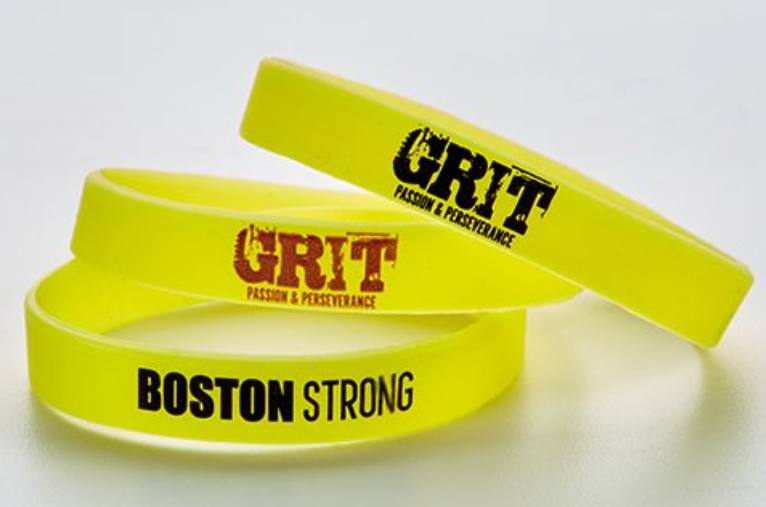 GRIT
PASSION & PERSEVERANCE
GRIT
PASSION & PERSEVERANCE
BOSTON STRONG